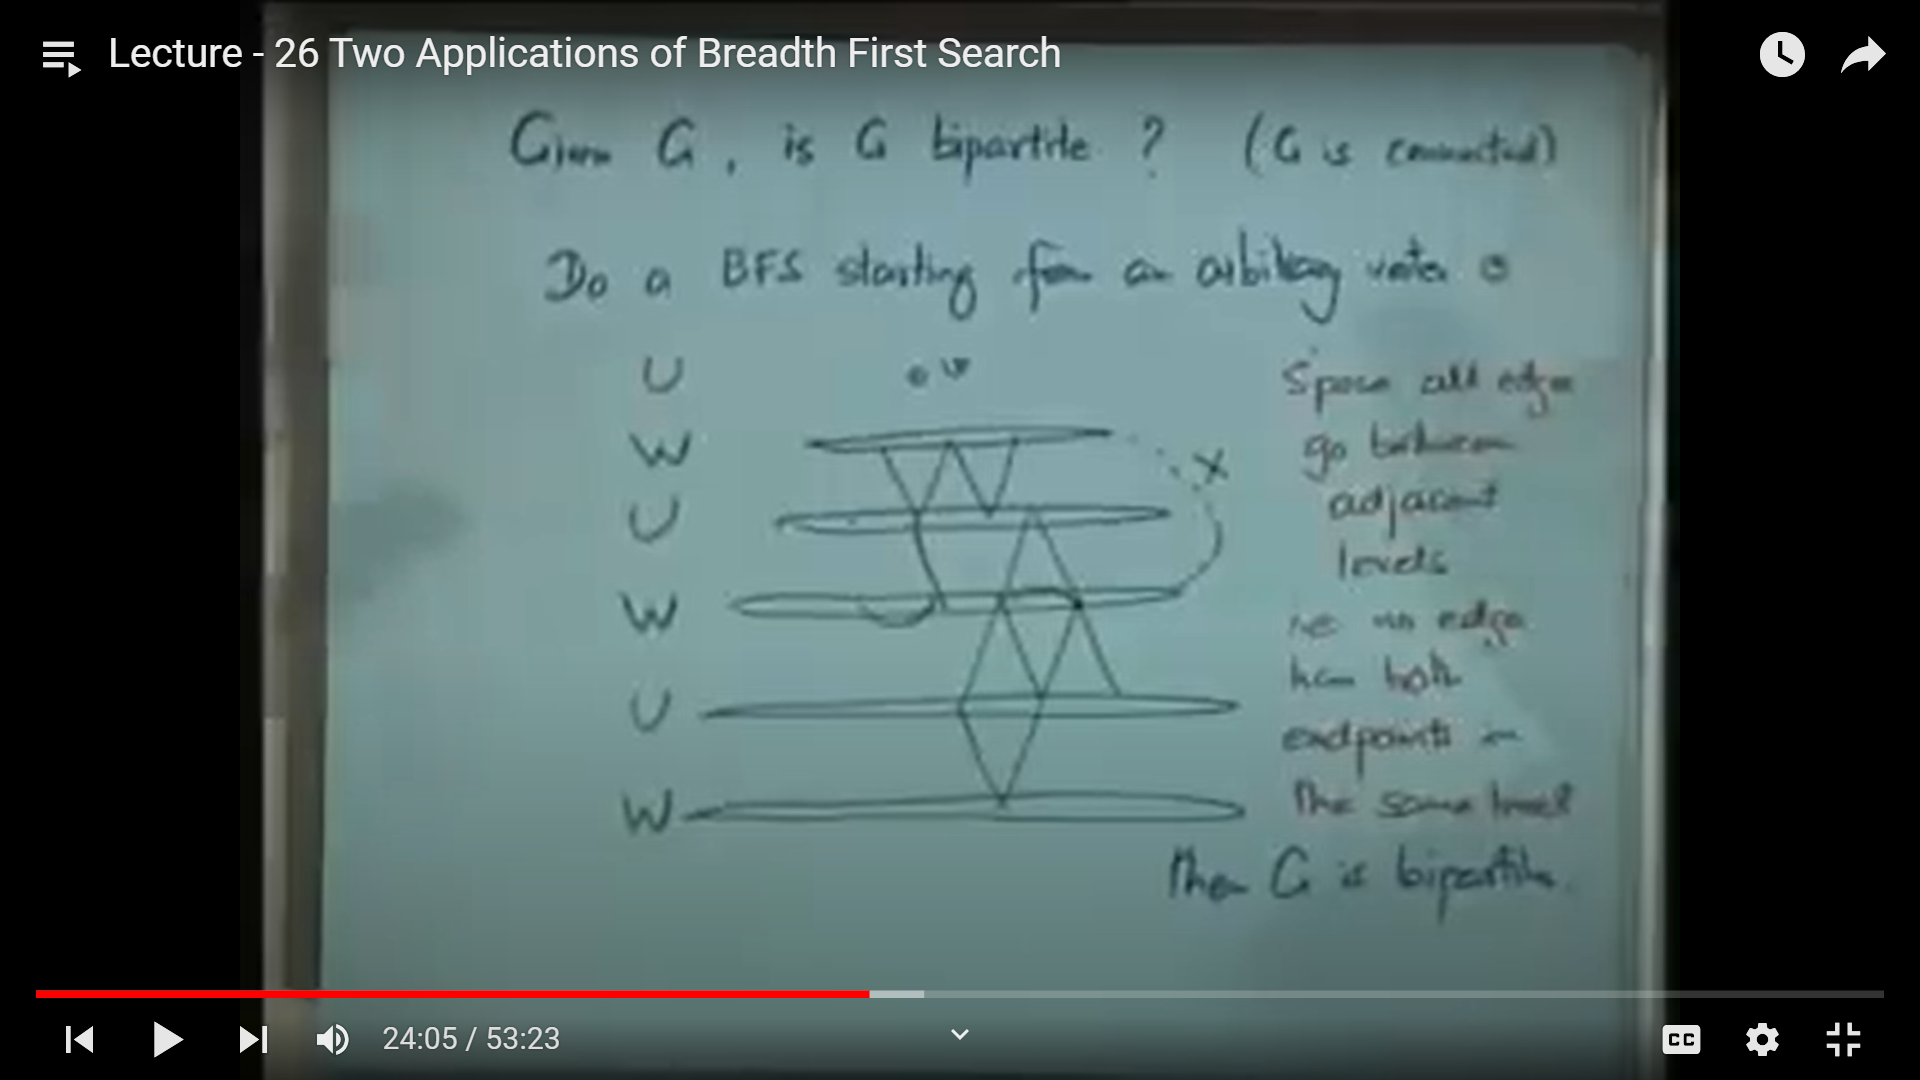 Lecture - 26 Two Applications of Breadth First Search
Given G, is G bipartite ? (G is connected)
Do a BFS starting from an arbitrary vertex v
U
v
W
X
U
W
U
W
Spose all edges
go between
adjacent
levels
i.e no edge
has both
endpoints in
the same level
then G is bipartite.
24:05 / 53:23
CC